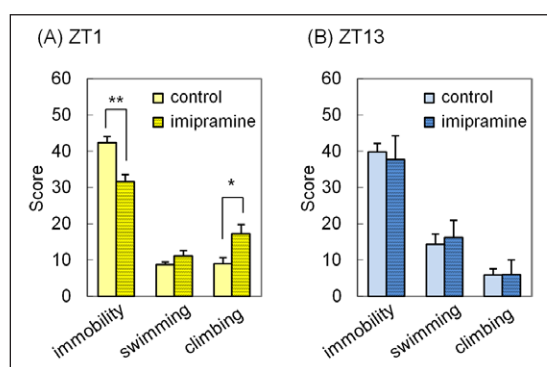 (A) ZT1
60
50
40
30
20
10
0
Score
**
*
control
imipramine
immobility
swimming
climbing
(B) ZT13
60
50
40
30
20
10
0
Score
control
imipramine
immobility
swimming
climbing